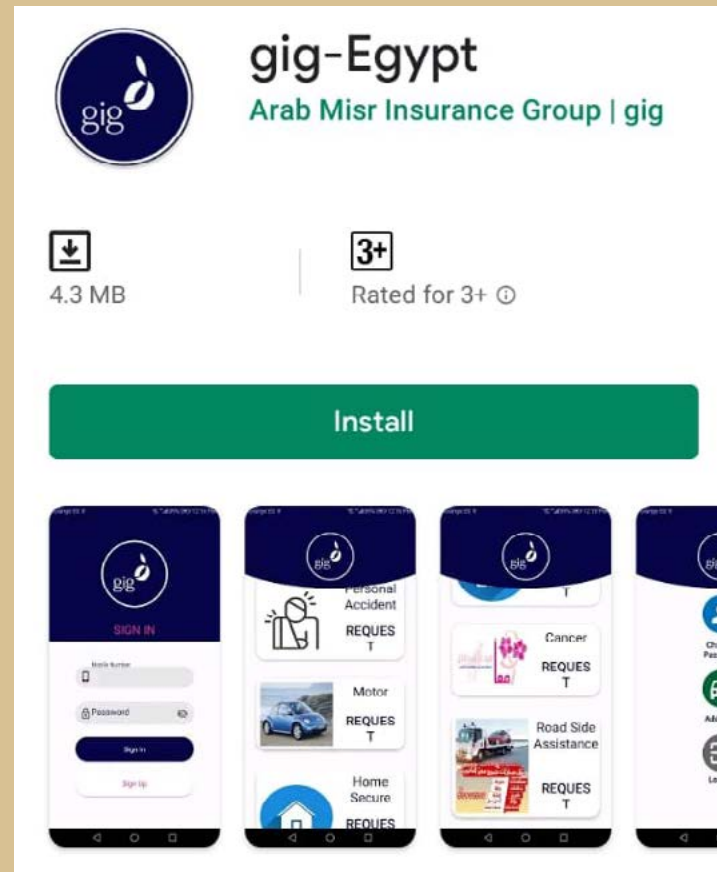 gig
gig-Egypt
Arab Misr Insurance Group | gig
4.3 MB
3+
Rated for 3+
Install
gig
SIGN IN
Mobile Number
Password
Sign In
Sign Up
gig
Personal
Accident
REQUES
T
Motor
REQUES
T
Home
Secure
REQUES
gig
T
Cancer
REQUES
T
Road Side
Assistance
REQUES
T